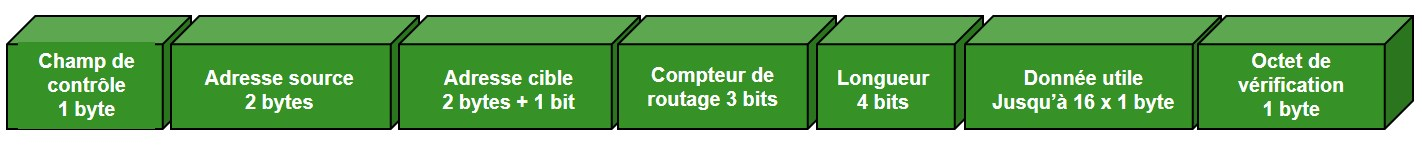 Champ de
contrôle
1 byte
Adresse source
2 bytes
Adresse cible
2 bytes + 1 bit
Compteur de
routage 3 bits
Longueur
4 bits
Donnée utile
Jusqu'à 16 x 1 byte
Octet de
vérification
1 byte